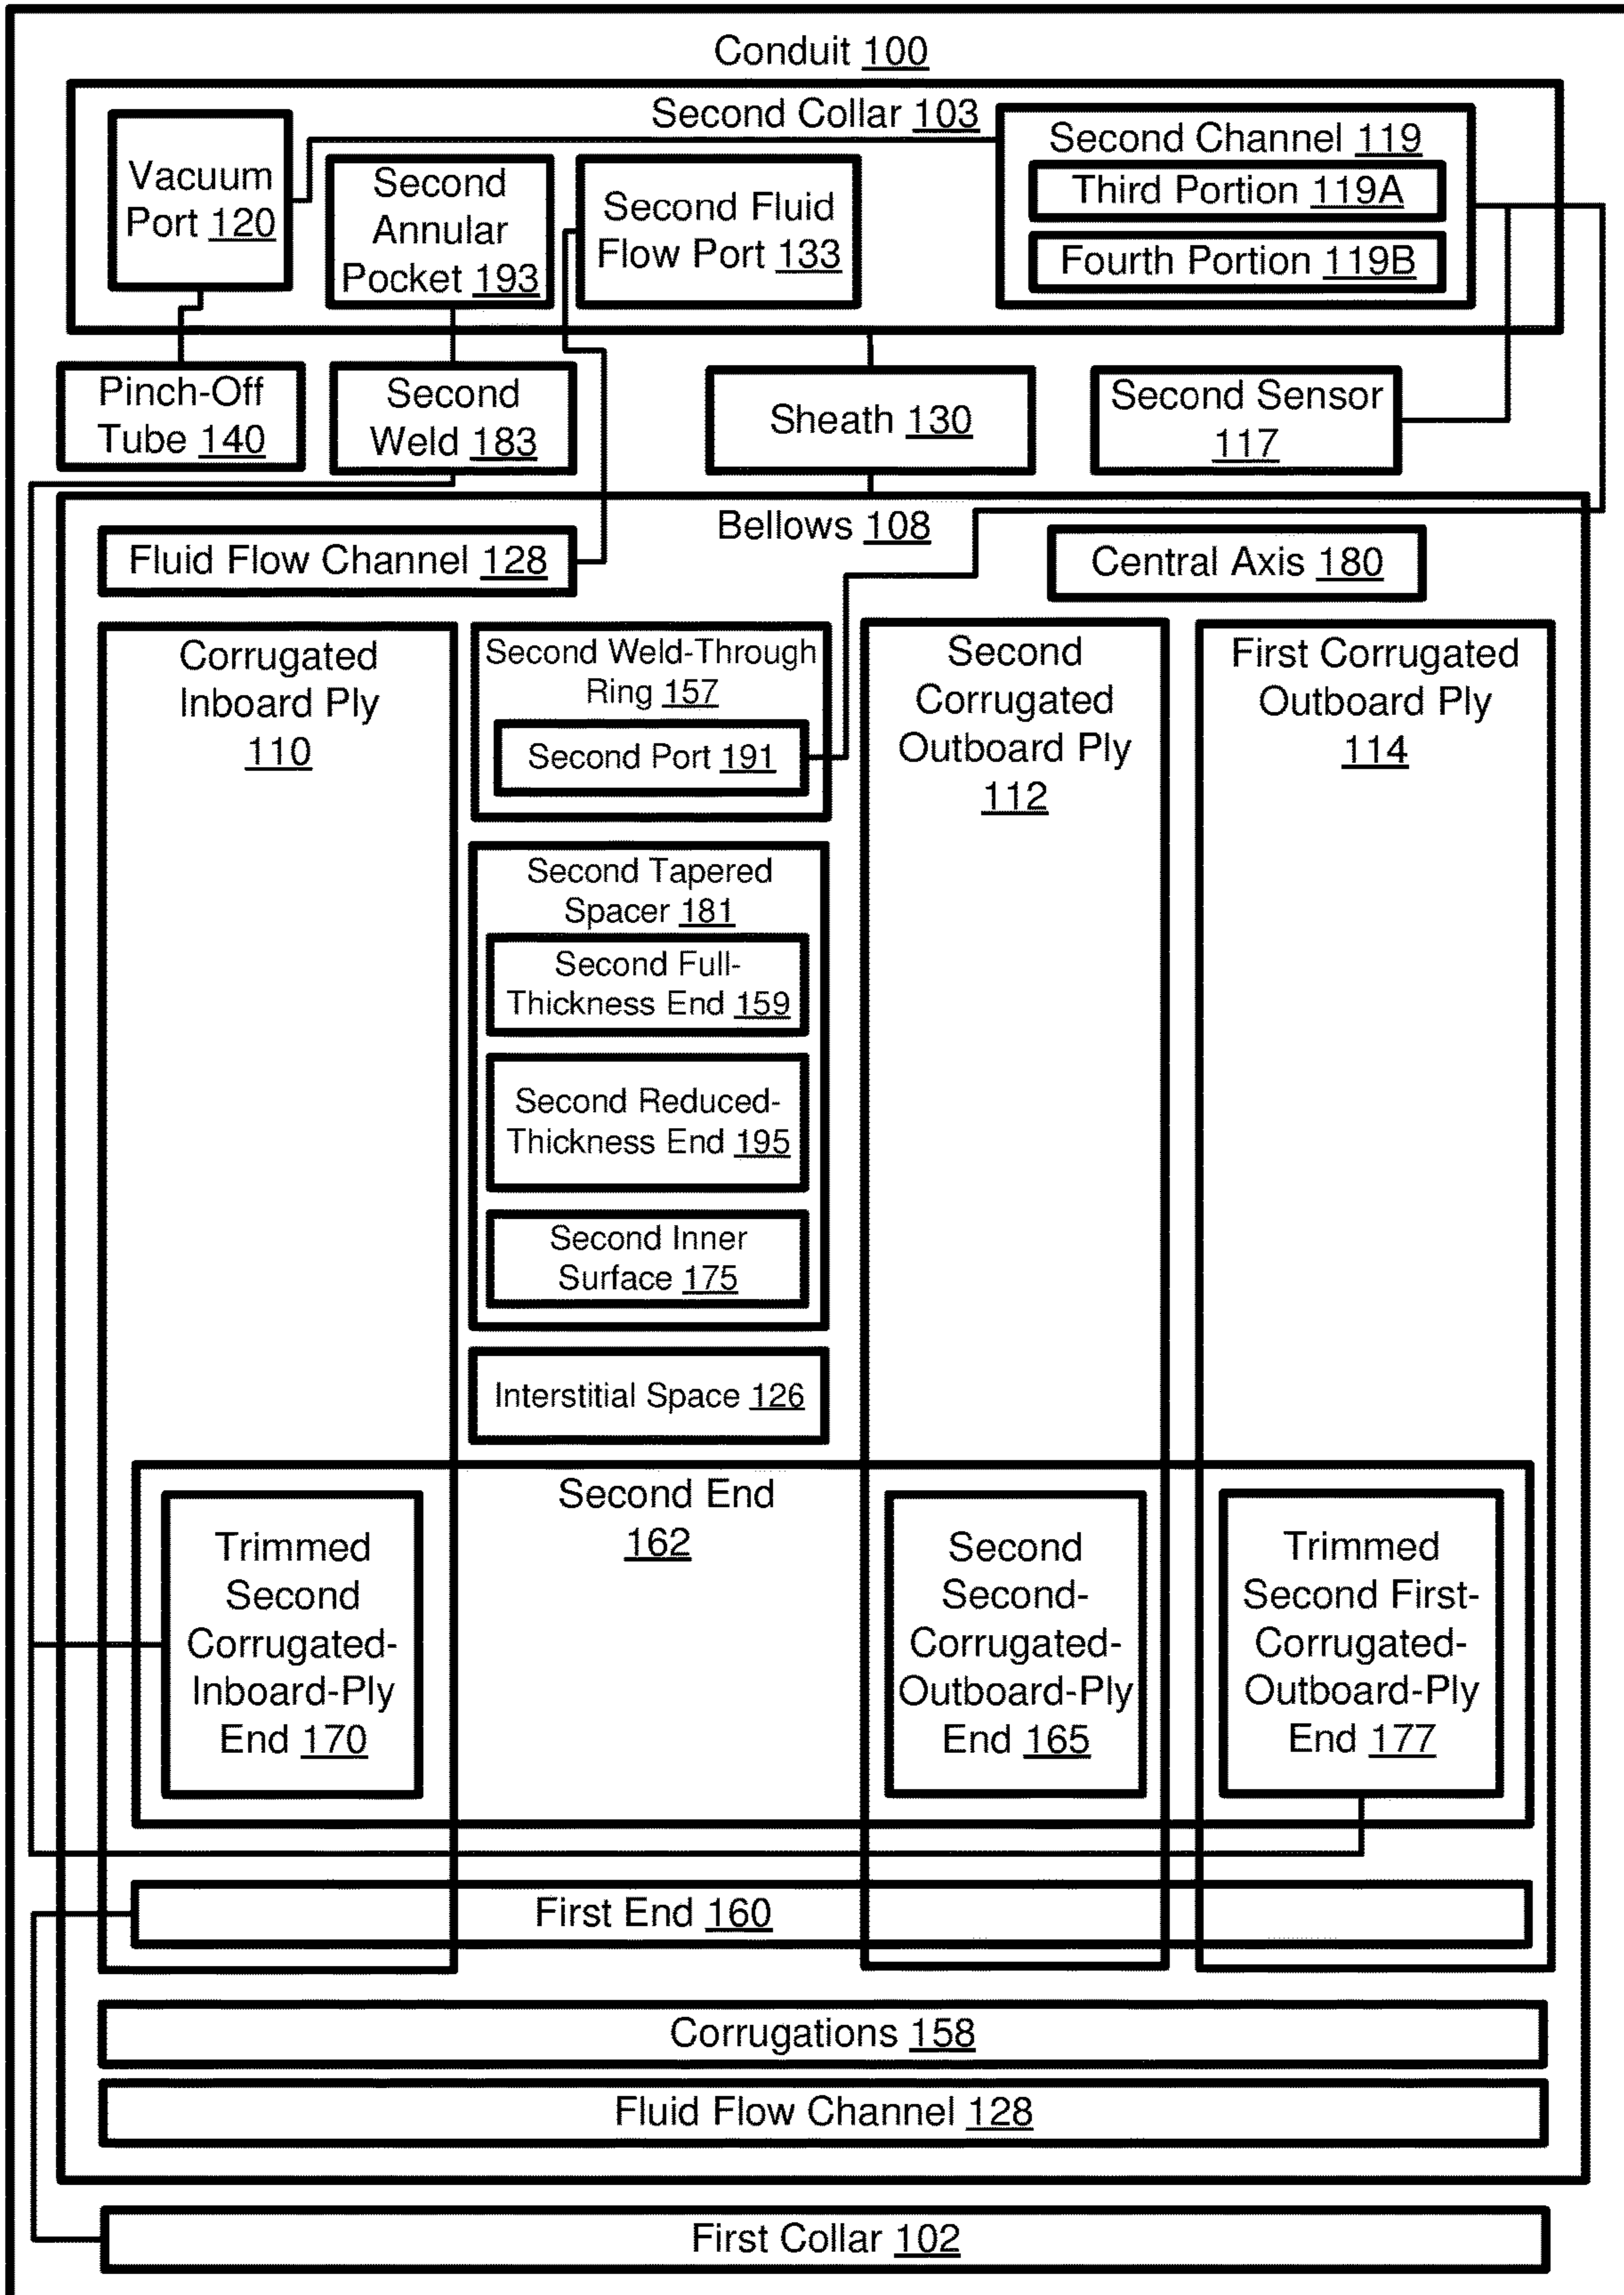 Conduit 100
Second Collar 103
Vacuum
Port 120
Second
Annular
Pocket 193
Second Fluid
Flow Port 133
Second Channel 119
Third Portion 119A
Fourth Portion 119B
Pinch-Off
Tube 140
Second
Weld 183
Sheath 130
Second Sensor
117
Bellows 108
Fluid Flow Channel 128
Central Axis 180
Corrugated
Inboard Ply
110
Second Weld-Through
Ring 157
Second Port 191
Second
Corrugated
Outboard Ply
112
First Corrugated
Outboard Ply
114
Second Tapered
Spacer 181
Second Full-
Thickness End 159
Second Reduced-
Thickness End 195
Second Inner
Surface 175
Interstitial Space 126
Second End
162
Trimmed
Second
Corrugated-
Inboard-Ply
End 170
Second
Second-
Corrugated-
Outboard-Ply
End 165
Trimmed
Second First-
Corrugated-
Outboard-Ply
End 177
First End 160
Corrugations 158
Fluid Flow Channel 128
First Collar 102